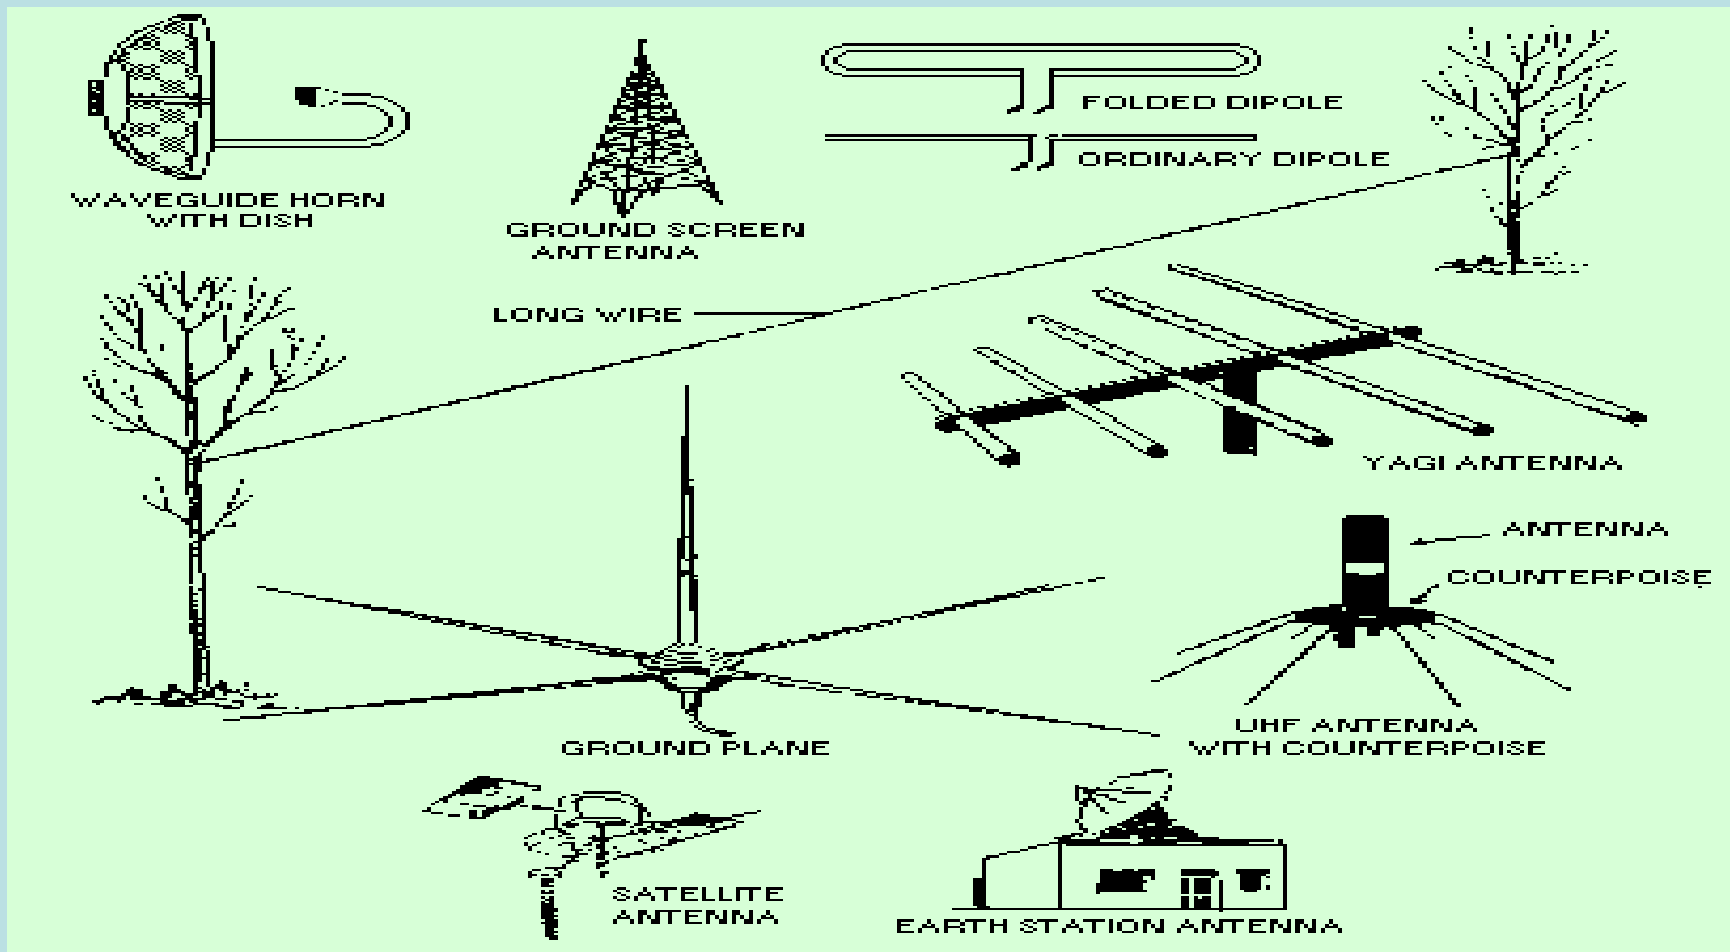 FOLDED DIPOLE
ORDINARY DIPOLE
WAVEGUIDE HORN
WITH DISH
GROUND SCREEN
ANTENNA
LONG WIRE
YAGI ANTENNA
ANTENNA
COUNTERPOISE
UHF ANTENNA
WITH COUNTERPOISE
GROUND PLANE
SATELLITE
ANTENNA
EARTH STATION ANTENNA